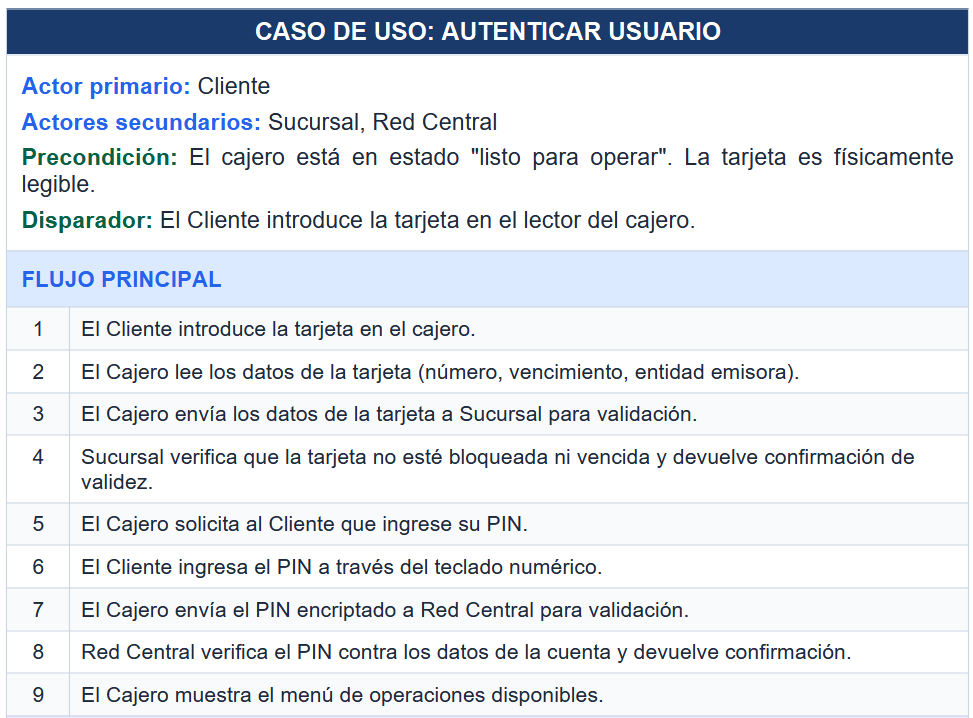 CASO DE USO: AUTENTICAR USUARIO
Actor primario: Cliente
Actores secundarios: Sucursal, Red Central
Precondición: El cajero está en estado "listo para operar". La tarjeta es físicamente
legible.
Disparador: El Cliente introduce la tarjeta en el lector del cajero.
FLUJO PRINCIPAL
1 El Cliente introduce la tarjeta en el cajero.
2 El Cajero lee los datos de la tarjeta (número, vencimiento, entidad emisora).
3 El Cajero envía los datos de la tarjeta a Sucursal para validación.
4 Sucursal verifica que la tarjeta no esté bloqueada ni vencida y devuelve confirmación de
validez.
5 El Cajero solicita al Cliente que ingrese su PIN.
6 El Cliente ingresa el PIN a través del teclado numérico.
7 El Cajero envía el PIN encriptado a Red Central para validación.
8 Red Central verifica el PIN contra los datos de la cuenta y devuelve confirmación.
9 El Cajero muestra el menú de operaciones disponibles.